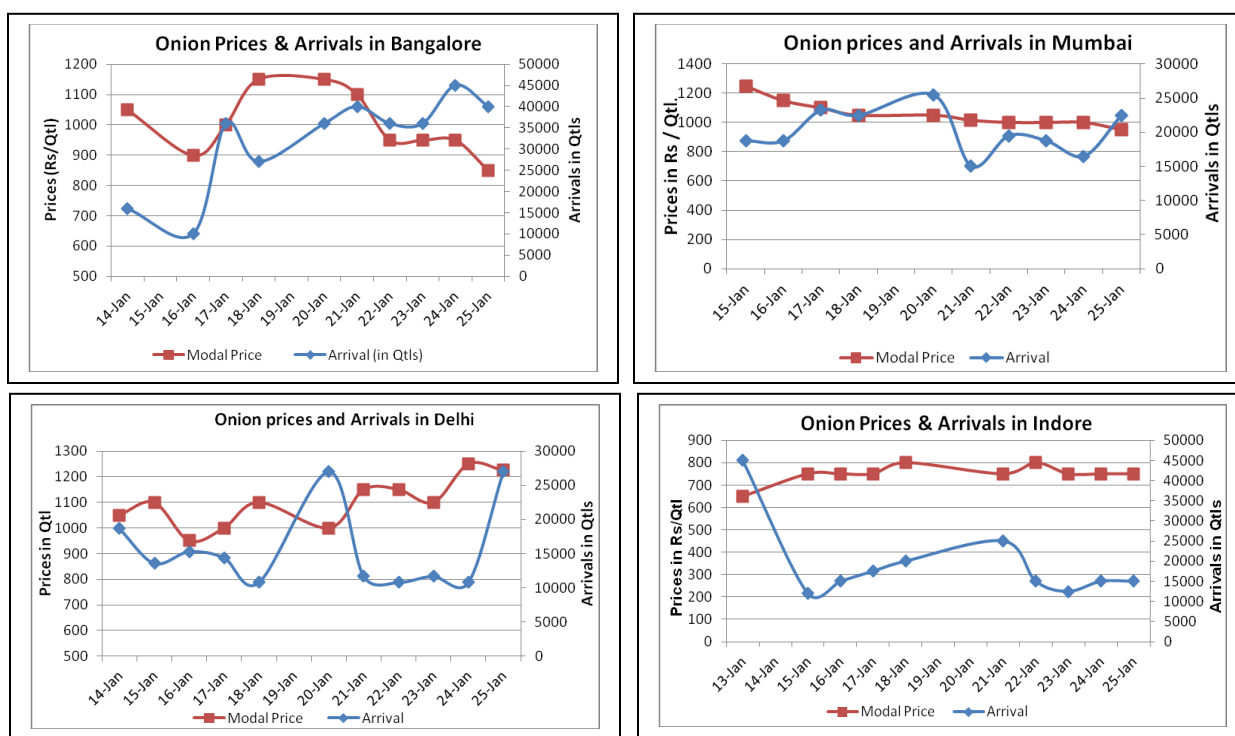 Onion Prices & Arrivals in Bangalore
Prices (Rs/Qtl)
1200
1100
1000
900
800
700
600
500
50000
45000
40000
35000
30000
25000
20000
15000
10000
5000
0
Arrivals in Qtls
14-Jan
15-Jan
16-Jan
17-Jan
18-Jan
19-Jan
20-Jan
21-Jan
22-Jan
23-Jan
24-Jan
25-Jan
Modal Price
Arrival (in Qtls)
Onion prices and Arrivals in Mumbai
Prices in Rs / Qtl.
1400
1200
1000
800
600
400
200
0
30000
25000
20000
15000
10000
5000
0
Arrivals in Qtls
15-Jan
16-Jan
17-Jan
18-Jan
19-Jan
20-Jan
21-Jan
22-Jan
23-Jan
24-Jan
25-Jan
Modal Price
Arrival
Onion prices and Arrivals in Delhi
Prices in Qtl
1300
1200
1100
1000
900
800
700
600
500
30000
25000
20000
15000
10000
5000
0
Arrivals in Qtls
14-Jan
15-Jan
16-Jan
17-Jan
18-Jan
19-Jan
20-Jan
21-Jan
22-Jan
23-Jan
24-Jan
25-Jan
Modal Price
Arrival
Onion Prices & Arrivals in Indore
Prices in Rs/Qtl
900
800
700
600
500
400
300
200
100
0
50000
45000
40000
35000
30000
25000
20000
15000
10000
5000
0
Arrivals in Qtls
13-Jan
14-Jan
15-Jan
16-Jan
17-Jan
18-Jan
19-Jan
20-Jan
21-Jan
22-Jan
23-Jan
24-Jan
25-Jan
Modal Price
Arrival